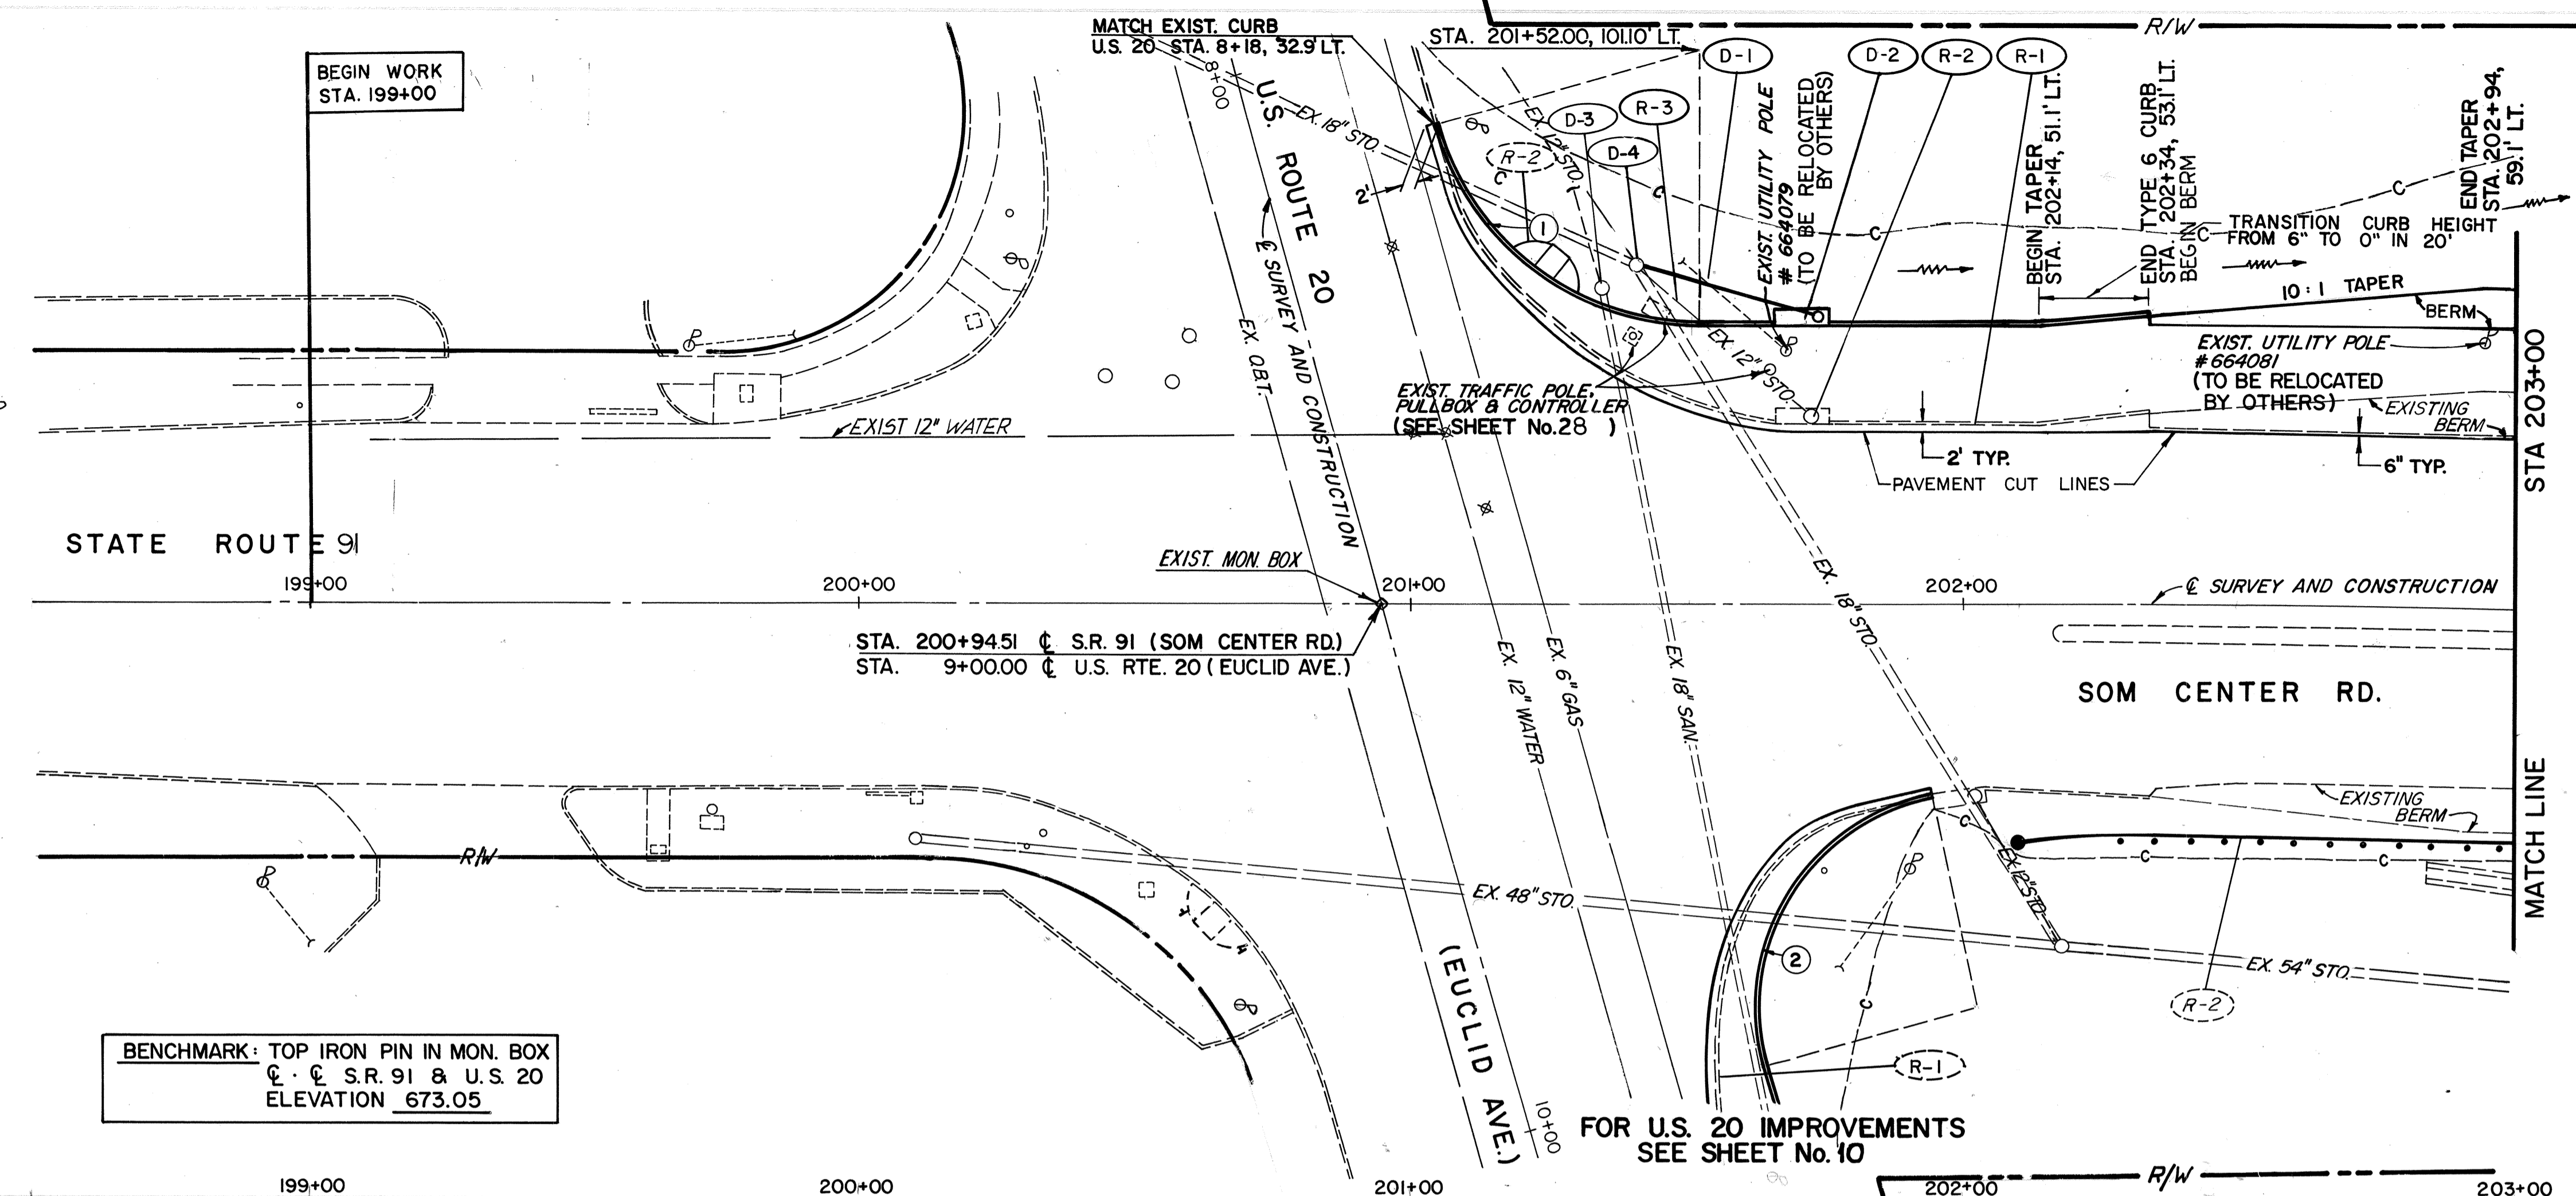 MATCH EXIST. CURB
U.S. 20 STA. 8+18, 32.9' LT.
STA. 201+52.00, 101.10' LT.
R/W
BEGIN WORK
STA. 199+00
8+00
U.S. ROUTE 20
EX. 18" STO.
EX. 12" STO.
D-1
D-2
R-2
R-1
D-3
R-3
D-4
R-2
C
2'
1
C
EXIST. UTILITY POLE
# 664079
(TO BE RELOCATED
BY OTHERS)
BEGIN TAPER
STA. 202+14, 51.1' LT.
END TYPE 6 CURB
STA. 202+34, 53.1' LT.
BEGIN BERM
END TAPER
STA. 202+94,
59.1' LT.
C
C
C
TRANSITION CURB HEIGHT
FROM 6" TO 0" IN 20'
10:1 TAPER
BERM
EXIST. UTILITY POLE
#664081
(TO BE RELOCATED
BY OTHERS)
EXISTING
BERM
STA 203+00
℄ SURVEY AND CONSTRUCTION
EX. O.B.T.
EX. 12" STO.
EXIST. TRAFFIC POLE,
PULLBOX & CONTROLLER
(SEE SHEET No.28 )
EXIST 12" WATER
2' TYP.
6" TYP.
PAVEMENT CUT LINES
STATE ROUTE 91
EXIST. MON. BOX
199+00
200+00
201+00
202+00
℄ SURVEY AND CONSTRUCTION
EX. 18" STO.
STA. 200+94.51 ℄ S.R. 91 (SOM CENTER RD.)
STA. 9+00.00 ℄ U.S. RTE. 20 (EUCLID AVE.)
EX. 12" WATER
EX. 6" GAS
EX. 18" SAN.
SOM CENTER RD.
MATCH LINE
EXISTING
BERM
C
C
C
R/W
EX. 48" STO.
EX. 12" STO.
2
EX. 54" STO.
C
R-2
R-1
(EUCLID AVE.)
10+00
BENCHMARK: TOP IRON PIN IN MON. BOX
℄ · ℄ S.R. 91 & U.S. 20
ELEVATION 673.05
FOR U.S. 20 IMPROVEMENTS
SEE SHEET No. 10
R/W
199+00
200+00
201+00
202+00
203+00